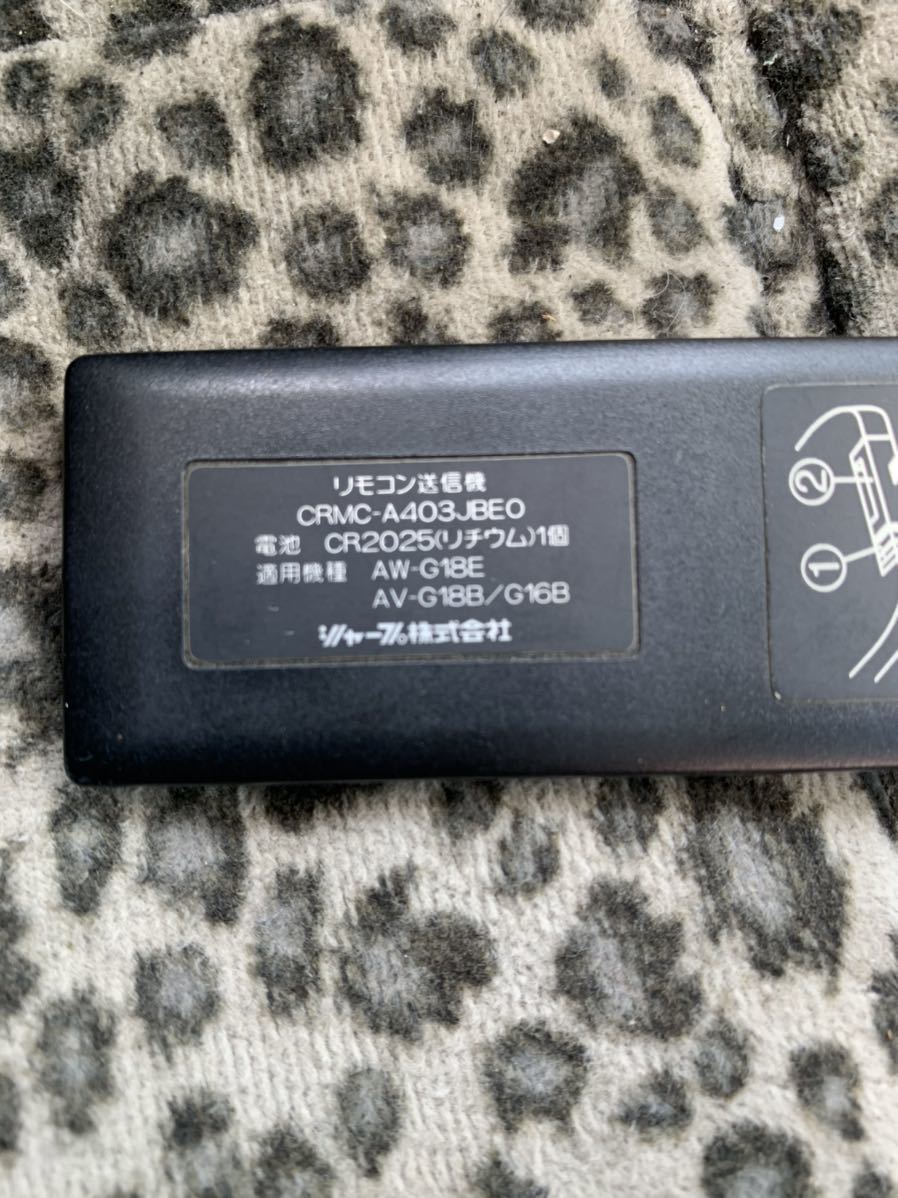 リモコン送信機
CRMC-A403JBE0
電池 CR2025(リチウム)1個
適用機種 AW-G18E
AV-G18B/G16B
シャープ株式会社
②
①